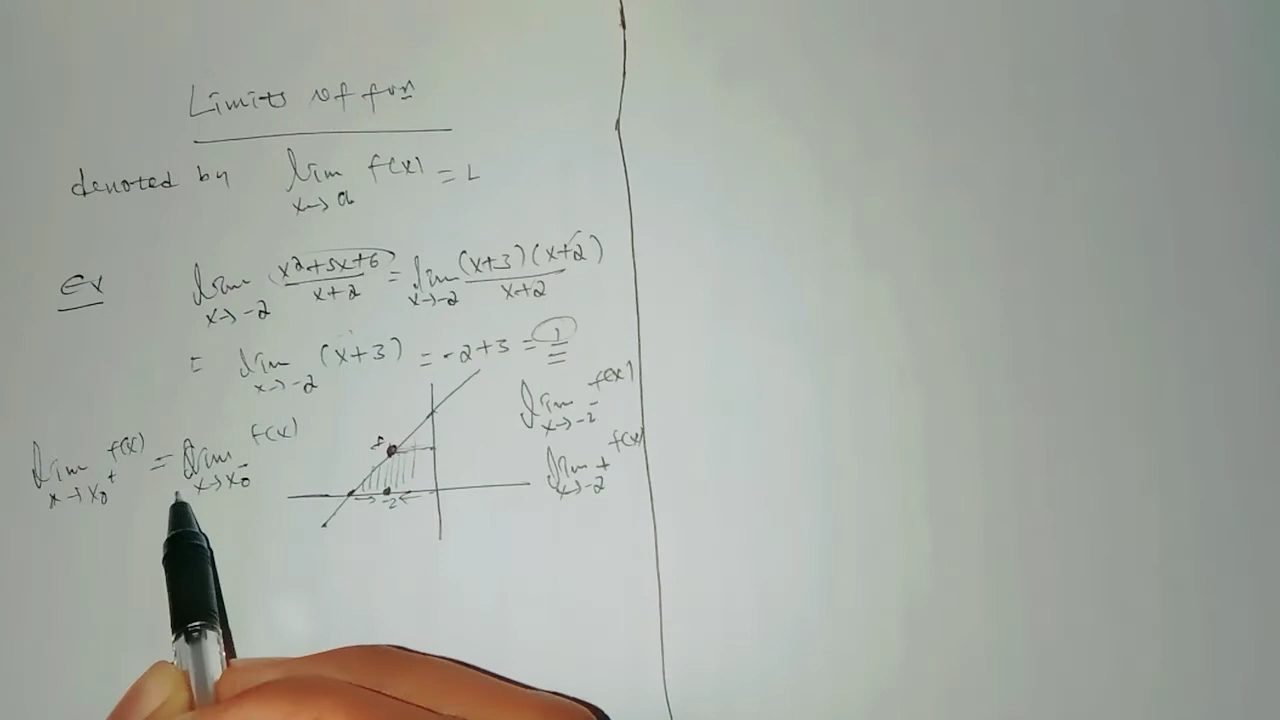 Limits of fun
denoted by lim x→a f(x) = L
Ex lim x→-2 (x²+5x+6)/(x+2) = lim x→-2 (x+3)(x+2)/(x+2)
= lim x→-2 (x+3) = -2+3 = 1
lim x→-2⁻ f(x)
lim x→x₀⁺ f(x) = lim x→x₀⁻ f(x)
lim x→-2⁺ f(x)
-2